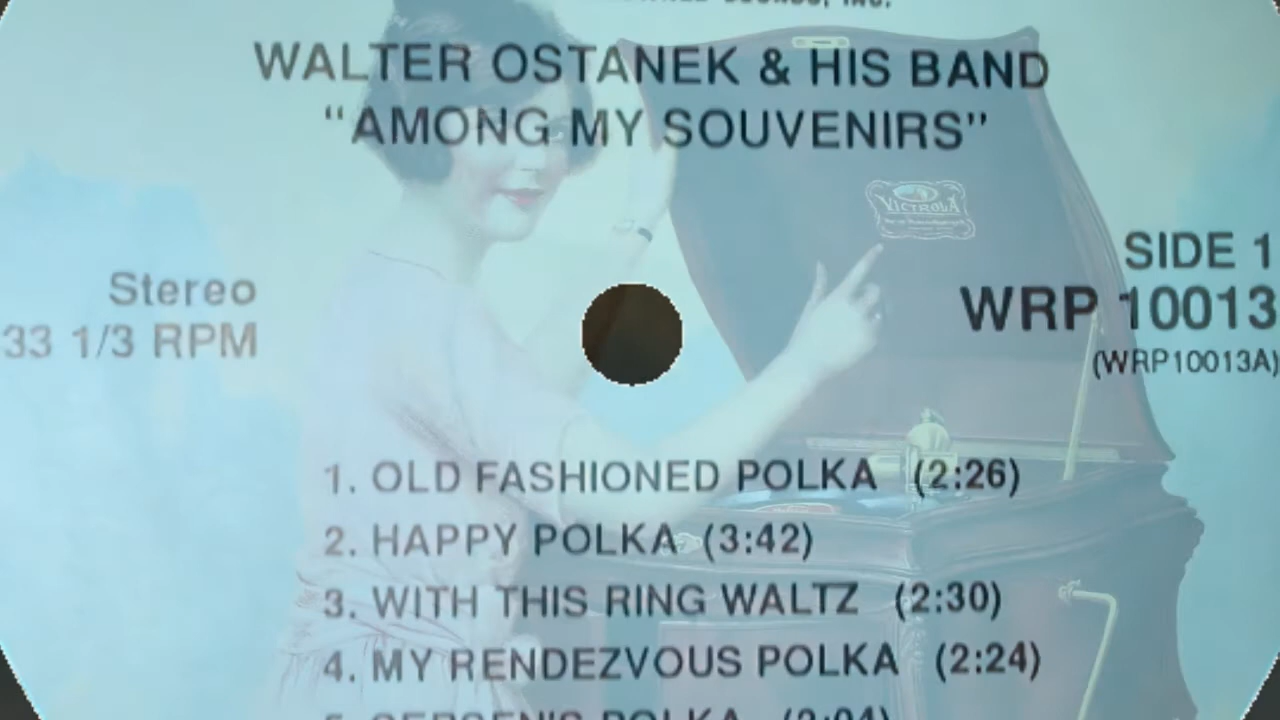 INC.
WALTER OSTANEK & HIS BAND
"AMONG MY SOUVENIRS"
VICTROLA
SIDE 1
Stereo
WRP 10013
33 1/3 RPM
(WRP10013A)
1. OLD FASHIONED POLKA (2:26)
2. HAPPY POLKA (3:42)
3. WITH THIS RING WALTZ (2:30)
4. MY RENDEZVOUS POLKA (2:24)
POLKA